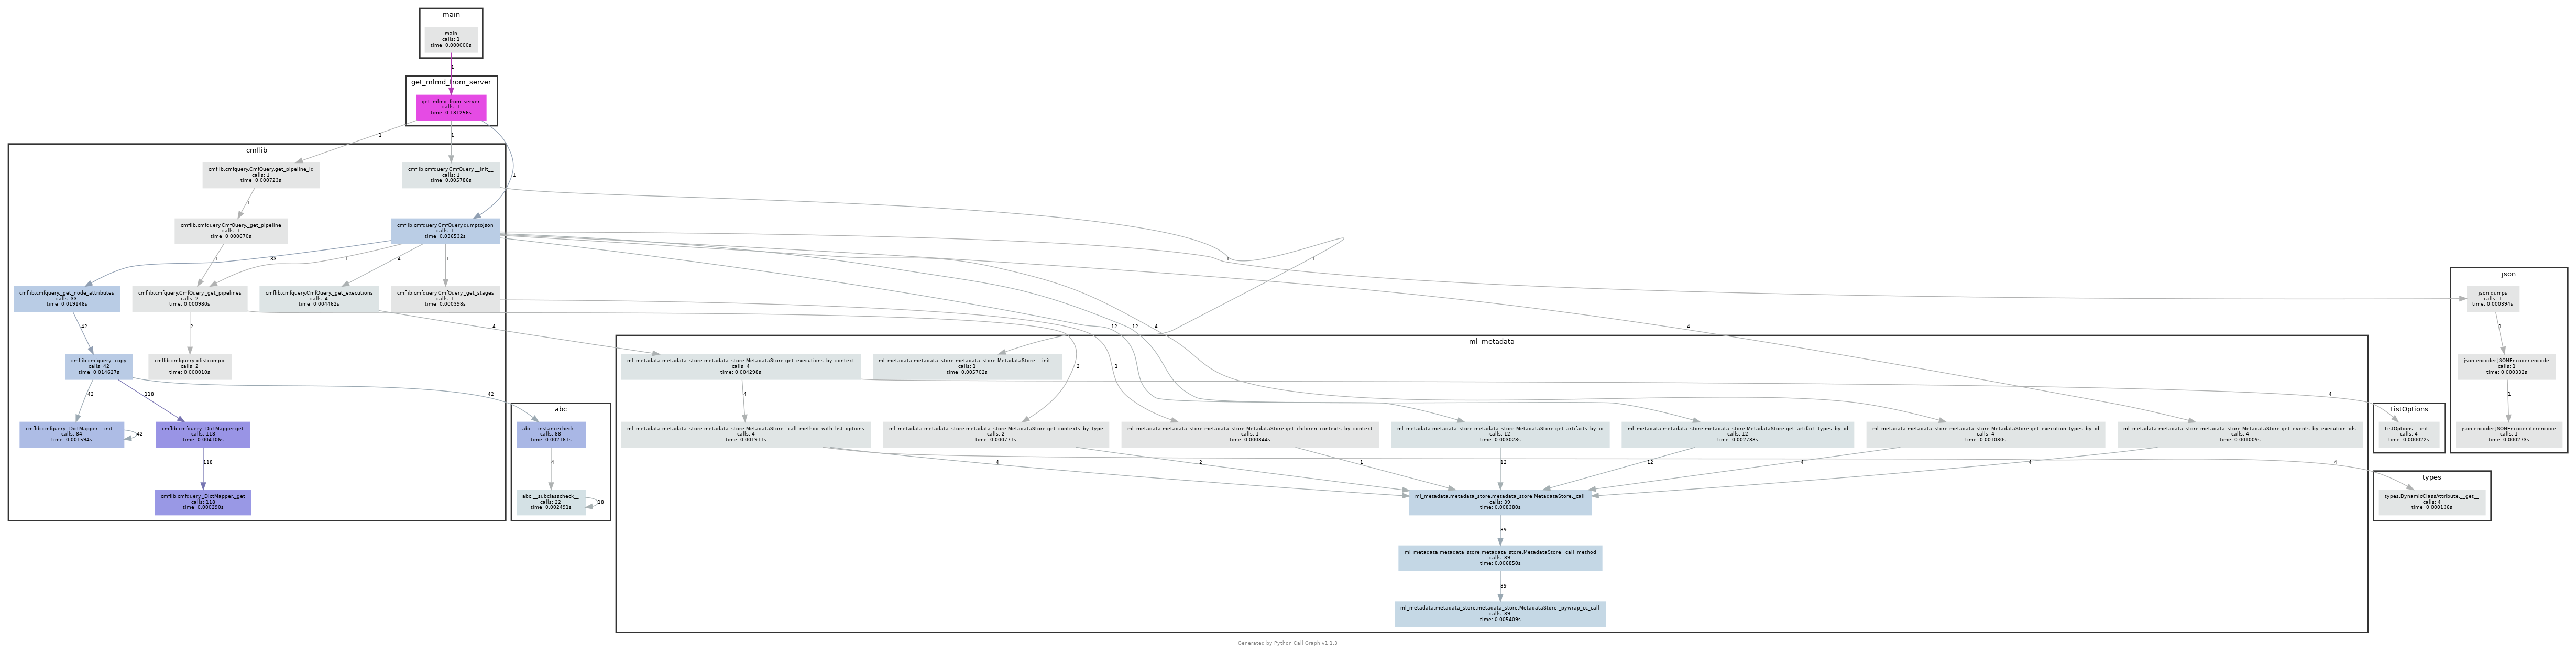 __main__
__main__
calls: 1
time: 0.000000s
1
get_mlmd_from_server
get_mlmd_from_server
calls: 1
time: 0.131256s
1
1
1
cmflib
cmflib.cmfquery.CmfQuery.get_pipeline_id
calls: 1
time: 0.000723s
cmflib.cmfquery.CmfQuery.__init__
calls: 1
time: 0.005786s
1
cmflib.cmfquery.CmfQuery._get_pipeline
calls: 1
time: 0.000670s
cmflib.cmfquery.CmfQuery.dumptojson
calls: 1
time: 0.036532s
33
1
1
4
1
1
1
cmflib.cmfquery._get_node_attributes
calls: 33
time: 0.019148s
cmflib.cmfquery.CmfQuery._get_pipelines
calls: 2
time: 0.000980s
cmflib.cmfquery.CmfQuery._get_executions
calls: 4
time: 0.004462s
cmflib.cmfquery.CmfQuery._get_stages
calls: 1
time: 0.000398s
42
2
4
12
12
4
4
cmflib.cmfquery._copy
calls: 42
time: 0.014627s
cmflib.cmfquery.<listcomp>
calls: 2
time: 0.000010s
42
118
42
cmflib.cmfquery._DictMapper.__init__
calls: 84
time: 0.001594s
42
cmflib.cmfquery._DictMapper.get
calls: 118
time: 0.004106s
118
cmflib.cmfquery._DictMapper._get
calls: 118
time: 0.000290s
abc
abc.__instancecheck__
calls: 98
time: 0.002161s
4
abc.__subclasscheck__
calls: 22
time: 0.002491s
18
ml_metadata
ml_metadata.metadata_store.metadata_store.MetadataStore.get_executions_by_context
calls: 4
time: 0.004298s
ml_metadata.metadata_store.metadata_store.MetadataStore.__init__
calls: 1
time: 0.005702s
4
2
1
4
ml_metadata.metadata_store.metadata_store.MetadataStore._call_method_with_list_options
calls: 4
time: 0.001911s
ml_metadata.metadata_store.metadata_store.MetadataStore.get_contexts_by_type
calls: 2
time: 0.000771s
ml_metadata.metadata_store.metadata_store.MetadataStore.get_children_contexts_by_context
calls: 1
time: 0.000344s
ml_metadata.metadata_store.metadata_store.MetadataStore.get_artifacts_by_id
calls: 12
time: 0.003023s
ml_metadata.metadata_store.metadata_store.MetadataStore.get_artifact_types_by_id
calls: 12
time: 0.002733s
ml_metadata.metadata_store.metadata_store.MetadataStore.get_execution_types_by_id
calls: 4
time: 0.001030s
ml_metadata.metadata_store.metadata_store.MetadataStore.get_events_by_execution_ids
calls: 4
time: 0.001009s
4
2
1
12
12
4
4
4
ml_metadata.metadata_store.metadata_store.MetadataStore._call
calls: 39
time: 0.008380s
39
ml_metadata.metadata_store.metadata_store.MetadataStore._call_method
calls: 39
time: 0.006850s
39
ml_metadata.metadata_store.metadata_store.MetadataStore._pywrap_cc_call
calls: 39
time: 0.005409s
json
json.dumps
calls: 1
time: 0.000394s
1
json.encoder.JSONEncoder.encode
calls: 1
time: 0.000332s
1
json.encoder.JSONEncoder.iterencode
calls: 1
time: 0.000273s
ListOptions
ListOptions.__init__
calls: 4
time: 0.000022s
types
types.DynamicClassAttribute.__get__
calls: 4
time: 0.000136s
Generated by Python Call Graph v1.1.3